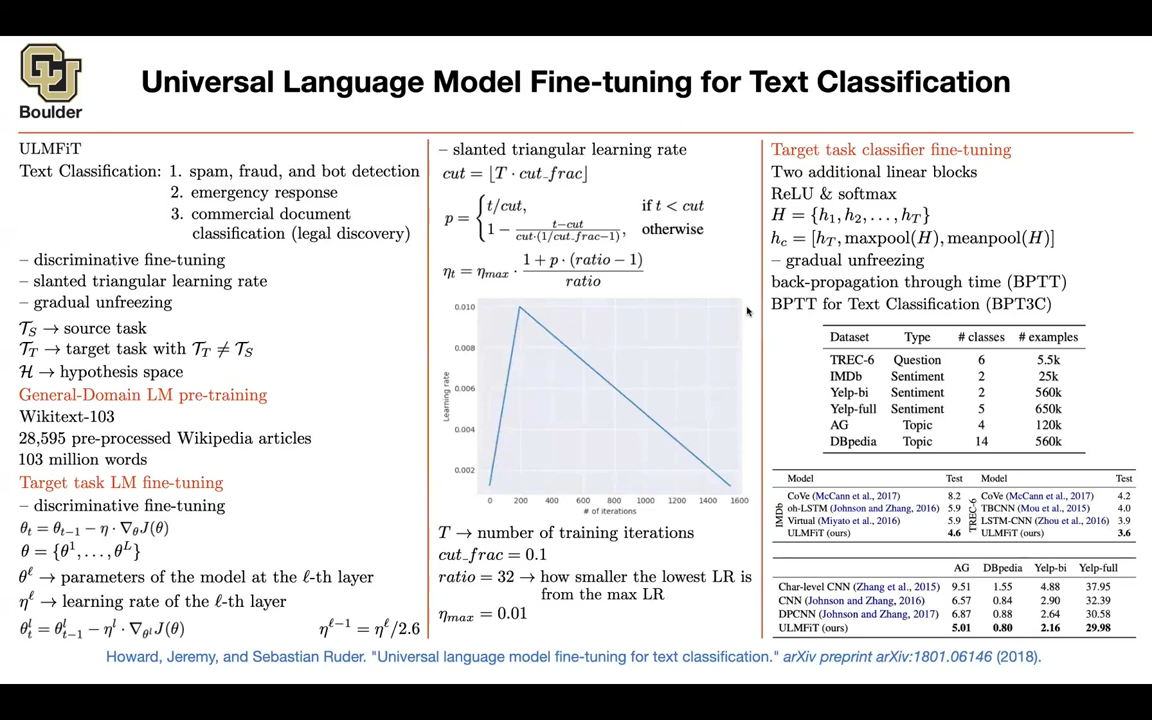 Boulder
Universal Language Model Fine-tuning for Text Classification
ULMFiT
Text Classification: 1. spam, fraud, and bot detection
2. emergency response
3. commercial document
classification (legal discovery)
– discriminative fine-tuning
– slanted triangular learning rate
– gradual unfreezing
𝒯_S → source task
𝒯_T → target task with 𝒯_T ≠ 𝒯_S
ℋ → hypothesis space
General-Domain LM pre-training
Wikitext-103
28,595 pre-processed Wikipedia articles
103 million words
Target task LM fine-tuning
– discriminative fine-tuning
θ_t = θ_{t−1} − η · ∇_θ J(θ)
θ = {θ^1, . . . , θ^L}
θ^ℓ → parameters of the model at the ℓ-th layer
η^ℓ → learning rate of the ℓ-th layer
θ_t^l = θ_{t−1}^l − η^l · ∇_{θ^l} J(θ) η^{ℓ−1} = η^ℓ/2.6
– slanted triangular learning rate
cut = ⌊T · cut_frac⌋
p = { t/cut, if t < cut
1 − (t−cut)/(cut·(1/cut_frac−1)), otherwise
η_t = η_max · (1 + p · (ratio − 1))/ratio
0.010
0.008
0.006
0.004
0.002
Learning rate
0 200 400 600 800 1000 1200 1400 1600
# of iterations
T → number of training iterations
cut_frac = 0.1
ratio = 32 → how smaller the lowest LR is
from the max LR
η_max = 0.01
Target task classifier fine-tuning
Two additional linear blocks
ReLU & softmax
H = {h_1, h_2, . . . , h_T}
h_c = [h_T, maxpool(H), meanpool(H)]
– gradual unfreezing
back-propagation through time (BPTT)
BPTT for Text Classification (BPT3C)
Dataset Type # classes # examples
TREC-6 Question 6 5.5k
IMDb Sentiment 2 25k
Yelp-bi Sentiment 2 560k
Yelp-full Sentiment 5 650k
AG Topic 4 120k
DBpedia Topic 14 560k
Model Test Model Test
IMDb
TREC-6
CoVe (McCann et al., 2017) 8.2 CoVe (McCann et al., 2017) 4.2
oh-LSTM (Johnson and Zhang, 2016) 5.9 TBCNN (Mou et al., 2015) 4.0
Virtual (Miyato et al., 2016) 5.9 LSTM-CNN (Zhou et al., 2016) 3.9
ULMFiT (ours) 4.6 ULMFiT (ours) 3.6
AG DBpedia Yelp-bi Yelp-full
Char-level CNN (Zhang et al., 2015) 9.51 1.55 4.88 37.95
CNN (Johnson and Zhang, 2016) 6.57 0.84 2.90 32.39
DPCNN (Johnson and Zhang, 2017) 6.87 0.88 2.64 30.58
ULMFiT (ours) 5.01 0.80 2.16 29.98
Howard, Jeremy, and Sebastian Ruder. "Universal language model fine-tuning for text classification." arXiv preprint arXiv:1801.06146 (2018).